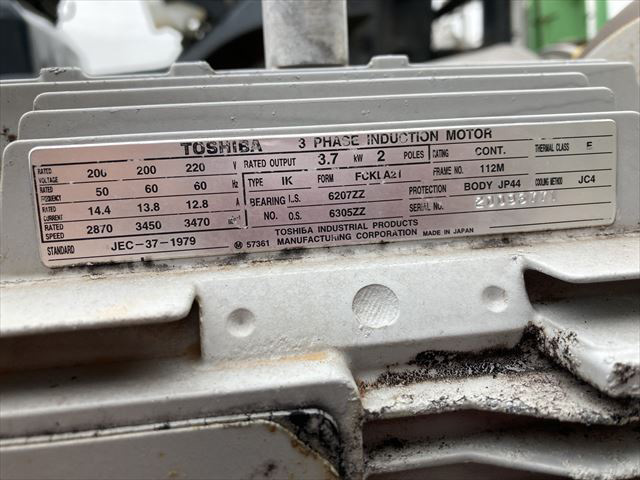 TOSHIBA 3 PHASE INDUCTION MOTOR
RATED VOLTAGE 200 200 220 V RATED OUTPUT 3.7 kW 2 POLES RATING CONT. THERMAL CLASS E
RATED FREQUENCY 50 60 60 Hz TYPE IK FORM FCKLA21 FRAME NO. 112M
RATED 14.4 13.8 12.8 A BEARING L.S. 6207ZZ PROTECTION BODY JP44 COOLING METHOD JC4
RATED SPEED 2870 3450 3470 NO. O.S. 6305ZZ SERIAL NO.
STANDARD JEC-37-1979 M 57361 TOSHIBA INDUSTRIAL PRODUCTS
MANUFACTURING CORPORATION MADE IN JAPAN